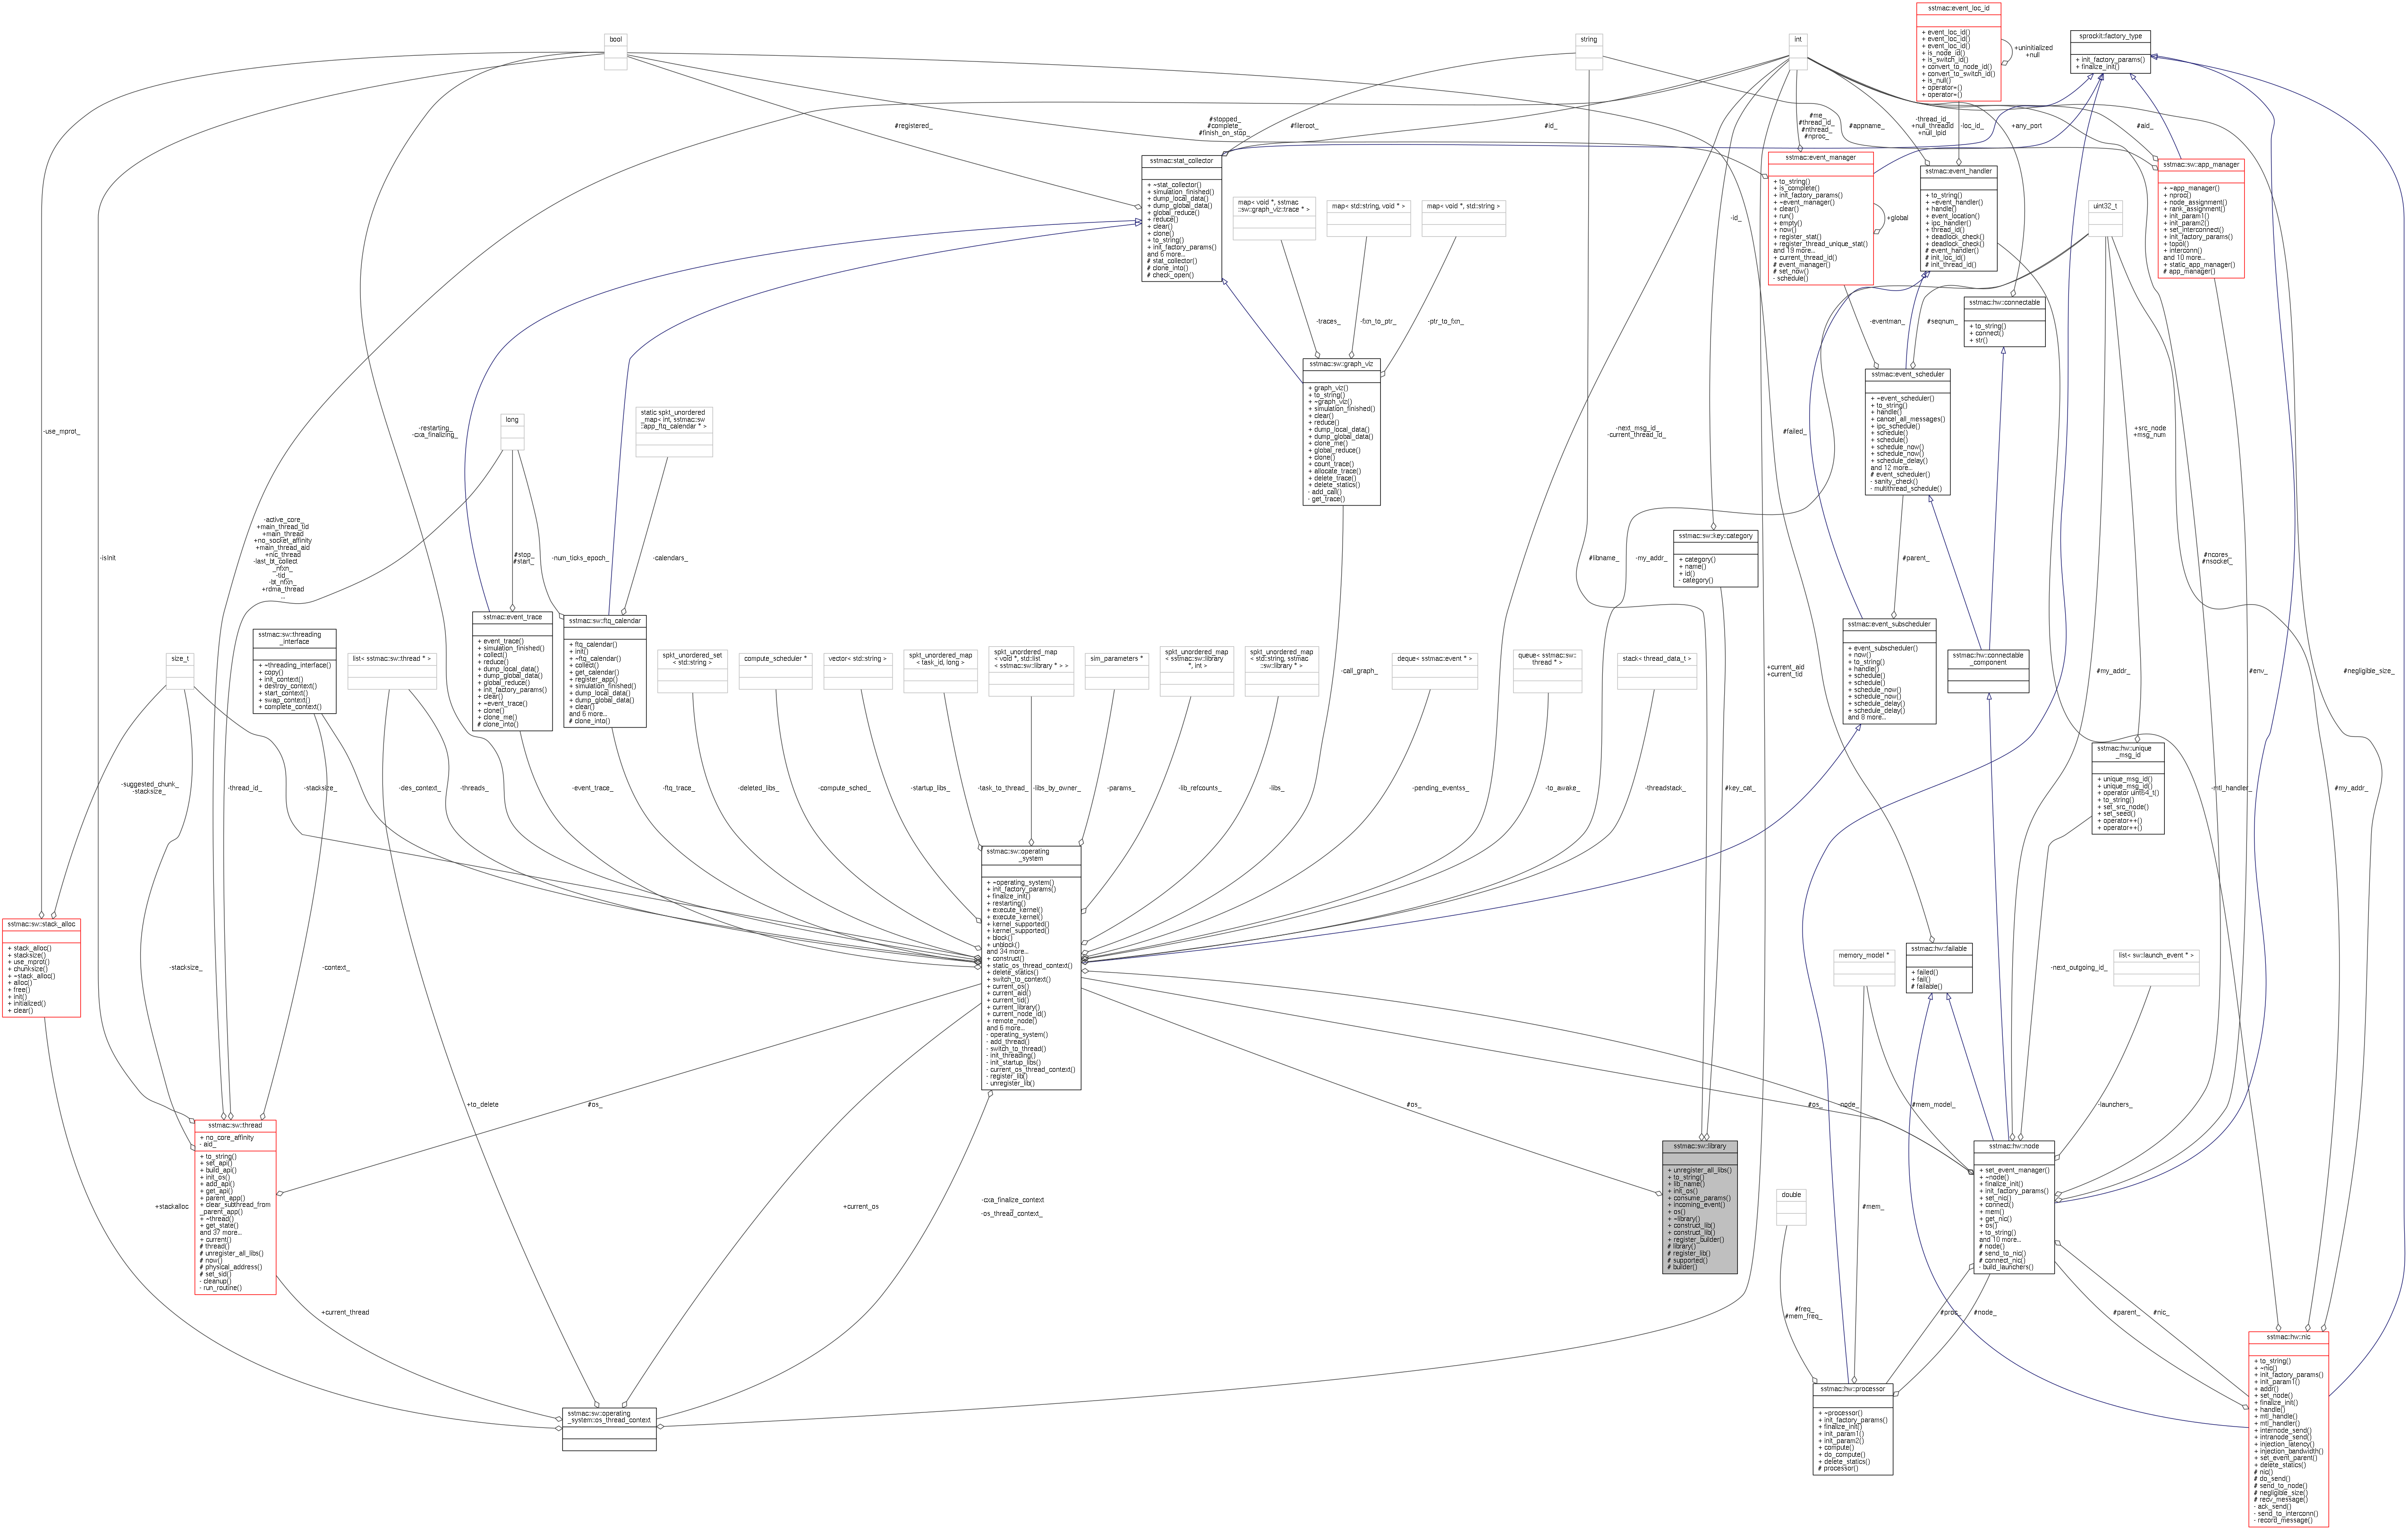 sstmac::event_loc_id
+ event_loc_id()
+ event_loc_id()
+ event_loc_id()
+ is_node_id()
+ is_switch_id()
+ convert_to_node_id()
+ convert_to_switch_id()
+ is_null()
+ operator=()
+ operator=()
+uninitialized
+null
bool
string
int
sprockit::factory_type
+ init_factory_params()
+ finalize_init()
#registered_
#stopped_
#complete_
#finish_on_stop_
#fileroot_
#id_
#appname_
#me_
#thread_id_
#nthread_
#nproc_
-thread_id_
+null_threadid
+null_lpid
-loc_id_
+any_port
#aid_
sstmac::stat_collector
+ ~stat_collector()
+ simulation_finished()
+ dump_local_data()
+ dump_global_data()
+ global_reduce()
+ reduce()
+ clear()
+ clone()
+ to_string()
+ init_factory_params()
and 6 more...
# stat_collector()
# clone_into()
# check_open()
sstmac::event_manager
+ to_string()
+ is_complete()
+ init_factory_params()
+ ~event_manager()
+ clear()
+ run()
+ empty()
+ now()
+ register_stat()
+ register_thread_unique_stat()
and 19 more...
+ current_thread_id()
# event_manager()
# set_now()
- schedule()
+global
sstmac::event_handler
+ to_string()
+ ~event_handler()
+ handle()
+ event_location()
+ ipc_handler()
+ thread_id()
+ deadlock_check()
+ deadlock_check()
# event_handler()
# init_loc_id()
# init_thread_id()
sstmac::sw::app_manager
+ ~app_manager()
+ nproc()
+ node_assignment()
+ rank_assignment()
+ init_param1()
+ init_param2()
+ set_interconnect()
+ init_factory_params()
+ topol()
+ interconn()
and 10 more...
+ static_app_manager()
# app_manager()
map< void *, sstmac
::sw::graph_viz::trace * >
map< std::string, void * >
map< void *, std::string >
uint32_t
-id_
sstmac::hw::connectable
+ to_string()
+ connect()
+ str()
-traces_
-fxn_to_ptr_
-ptr_to_fxn_
-eventman_
#seqnum_
sstmac::sw::graph_viz
+ graph_viz()
+ to_string()
+ ~graph_viz()
+ simulation_finished()
+ clear()
+ reduce()
+ dump_local_data()
+ dump_global_data()
+ clone_me()
+ global_reduce()
+ clone()
+ count_trace()
+ allocate_trace()
+ delete_trace()
+ delete_statics()
- add_call()
- get_trace()
sstmac::event_scheduler
+ ~event_scheduler()
+ to_string()
+ handle()
+ cancel_all_messages()
+ ipc_schedule()
+ schedule()
+ schedule()
+ schedule_now()
+ schedule_now()
+ schedule_delay()
and 12 more...
# event_scheduler()
- sanity_check()
- multithread_schedule()
long
static spkt_unordered
_map< int, sstmac::sw
::app_ftq_calendar * >
-use_mprot_
-restarting_
-cxa_finalizing_
-next_msg_id_
-current_thread_id_
#failed_
+src_node
+msg_num
sstmac::sw::key::category
+ category()
+ name()
+ id()
- category()
-active_core_
+main_thread_tid
+main_thread
+no_socket_affinity
+main_thread_aid
+nic_thread
-last_bt_collect
_nfxn_
-tid_
-bt_nfxn_
+rdma_thread
...
-isInit
#stop_
#start_
-num_ticks_epoch_
-calendars_
#libname_
-my_addr_
#parent_
#ncores_
#nsocket_
sstmac::event_trace
+ event_trace()
+ simulation_finished()
+ collect()
+ reduce()
+ dump_local_data()
+ dump_global_data()
+ global_reduce()
+ init_factory_params()
+ clear()
+ ~event_trace()
+ clone()
+ clone_me()
# clone_into()
sstmac::sw::ftq_calendar
+ ftq_calendar()
+ init()
+ ~ftq_calendar()
+ collect()
+ get_calendar()
+ register_app()
+ simulation_finished()
+ dump_local_data()
+ dump_global_data()
+ clear()
and 6 more...
# clone_into()
sstmac::event_subscheduler
+ event_subscheduler()
+ now()
+ to_string()
+ handle()
+ schedule()
+ schedule()
+ schedule_now()
+ schedule_now()
+ schedule_delay()
and 8 more...
sstmac::sw::threading
_interface
+ ~threading_interface()
+ copy()
+ init_context()
+ destroy_context()
+ start_context()
+ swap_context()
+ complete_context()
size_t
list< sstmac::sw::thread * >
spkt_unordered_set
< std::string >
compute_scheduler *
vector< std::string >
spkt_unordered_map
< task_id, long >
spkt_unordered_map
< void *, std::list
< sstmac::sw::library * > >
sim_parameters *
spkt_unordered_map
< sstmac::sw::library
*, int >
spkt_unordered_map
< std::string, sstmac
::sw::library * >
-call_graph_
deque< sstmac::event * >
queue< sstmac::sw::
thread * >
stack< thread_data_t >
+current_aid
+current_tid
sstmac::hw::connectable
_component
#my_addr_
#env_
#negligible_size_
sstmac::hw::unique
_msg_id
+ unique_msg_id()
+ unique_msg_id()
+ operator uint64_t()
+ to_string()
+ set_src_node()
+ set_seed()
+ operator++()
+ operator++()
-suggested_chunk_
-stacksize_
-thread_id_
-stacksize_
-des_context_
-threads_
-event_trace_
-ftq_trace_
-deleted_libs_
-compute_sched_
-startup_libs_
-task_to_thread_
-libs_by_owner_
-params_
-lib_refcounts_
-libs_
-pending_eventss_
-to_awake_
-threadstack_
#key_cat_
-mtl_handler_
#my_addr_
sstmac::sw::operating
_system
+ ~operating_system()
+ init_factory_params()
+ finalize_init()
+ restarting()
+ execute_kernel()
+ execute_kernel()
+ kernel_supported()
+ kernel_supported()
+ block()
+ unblock()
and 34 more...
+ construct()
+ static_os_thread_context()
+ delete_statics()
+ switch_to_context()
+ current_os()
+ current_aid()
+ current_tid()
+ current_library()
+ current_node_id()
+ remote_node()
and 6 more...
- operating_system()
- add_thread()
- switch_to_thread()
- init_threading()
- init_startup_libs()
- current_os_thread_context()
- register_lib()
- unregister_lib()
sstmac::sw::stack_alloc
+ stack_alloc()
+ stacksize()
+ use_mprot()
+ chunksize()
+ ~stack_alloc()
+ alloc()
+ free()
+ init()
+ initialized()
+ clear()
-stacksize_
-context_
memory_model *
sstmac::hw::failable
+ failed()
+ fail()
# failable()
-next_outgoing_id_
list< sw::launch_event * >
+to_delete
#os_
#os_
#os_
-node_
#mem_model_
-launchers_
sstmac::sw::thread
+ no_core_affinity
- aid_
+ to_string()
+ set_api()
+ build_api()
+ init_os()
+ add_api()
+ get_api()
+ parent_app()
+ clear_subthread_from
_parent_app()
+ ~thread()
+ get_state()
and 37 more...
+ current()
# thread()
# unregister_all_libs()
# now()
# physical_address()
# set_sid()
- cleanup()
- run_routine()
sstmac::sw::library
+ unregister_all_libs()
+ to_string()
+ lib_name()
+ init_os()
+ consume_params()
+ incoming_event()
+ os()
+ ~library()
+ construct_lib()
+ construct_lib()
+ register_builder()
# library()
# register_lib()
# supported()
# builder()
sstmac::hw::node
+ set_event_manager()
+ ~node()
+ finalize_init()
+ init_factory_params()
+ set_nic()
+ connect()
+ mem()
+ get_nic()
+ os()
+ to_string()
and 10 more...
# node()
# send_to_nic()
# connect_nic()
- build_launchers()
+stackalloc
+current_os
-cxa_finalize_context
_
-os_thread_context_
double
#mem_
+current_thread
#freq_
#mem_freq_
#proc_
#node_
#parent_
#nic_
sstmac::sw::operating
_system::os_thread_context
sstmac::hw::processor
+ ~processor()
+ init_factory_params()
+ finalize_init()
+ init_param1()
+ init_param2()
+ compute()
+ do_compute()
+ delete_statics()
# processor()
sstmac::hw::nic
+ to_string()
+ ~nic()
+ init_factory_params()
+ init_param1()
+ addr()
+ set_node()
+ finalize_init()
+ handle()
+ mtl_handle()
+ mtl_handler()
+ internode_send()
+ intranode_send()
+ injection_latency()
+ injection_bandwidth()
+ set_event_parent()
+ delete_statics()
# nic()
# do_send()
# send_to_node()
# negligible_size()
# recv_message()
- ack_send()
- send_to_interconn()
- record_message()